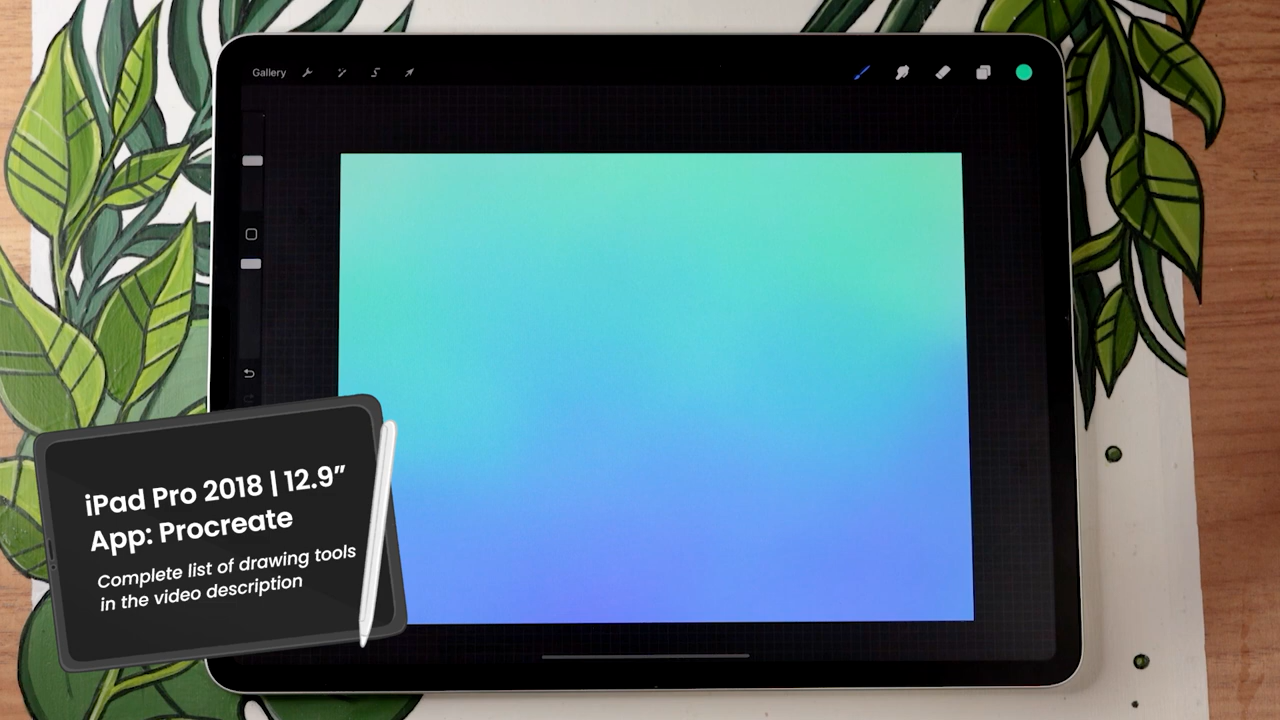 Gallery
iPad Pro 2018 | 12.9”
App: Procreate
Complete list of drawing tools
in the video description